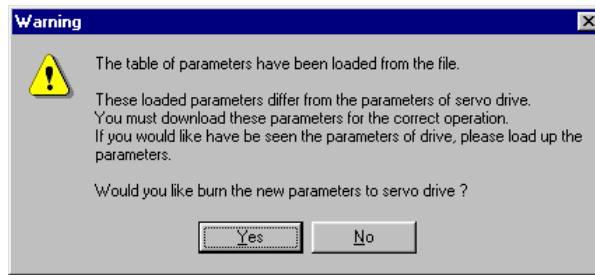 Warning
The table of parameters have been loaded from the file.
These loaded parameters differ from the parameters of servo drive.
You must download these parameters for the correct operation.
If you would like have be seen the parameters of drive, please load up the
parameters.
Would you like burn the new parameters to servo drive ?
Yes No